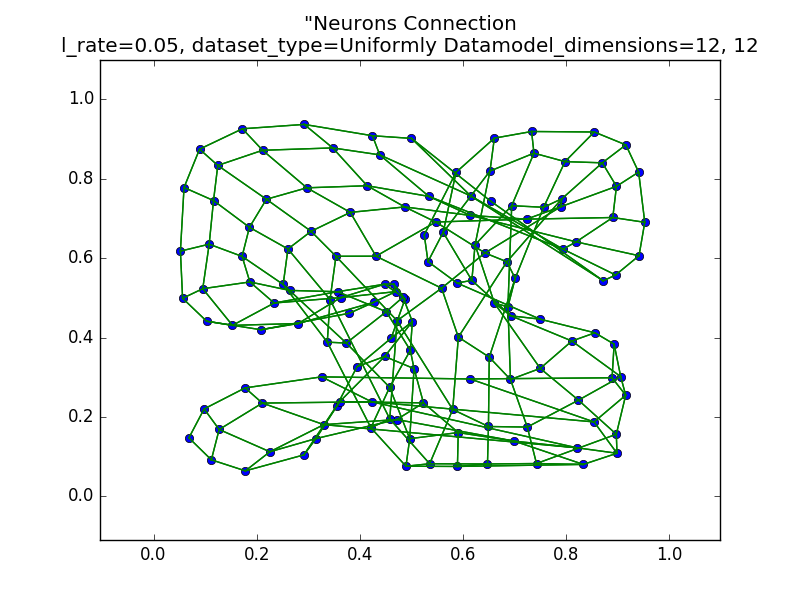 "Neurons Connection
l_rate=0.05, dataset_type=Uniformly Datamodel_dimensions=12, 12
1.0
0.8
0.6
0.4
0.2
0.0
0.0 0.2 0.4 0.6 0.8 1.0